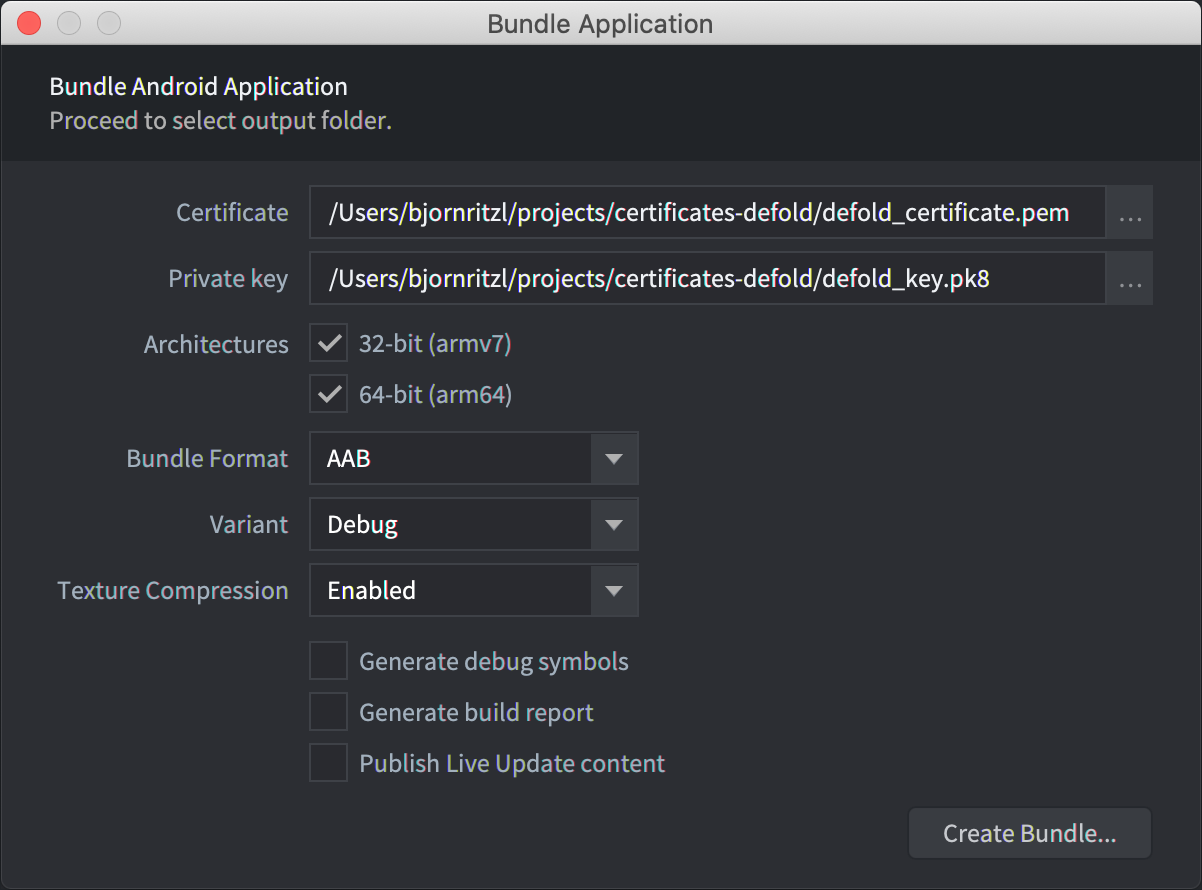 Bundle Application
Bundle Android Application
Proceed to select output folder.
Certificate /Users/bjornritzl/projects/certificates-defold/defold_certificate.pem ...
Private key /Users/bjornritzl/projects/certificates-defold/defold_key.pk8 ...
Architectures 32-bit (armv7)
64-bit (arm64)
Bundle Format AAB
Variant Debug
Texture Compression Enabled
Generate debug symbols
Generate build report
Publish Live Update content
Create Bundle...